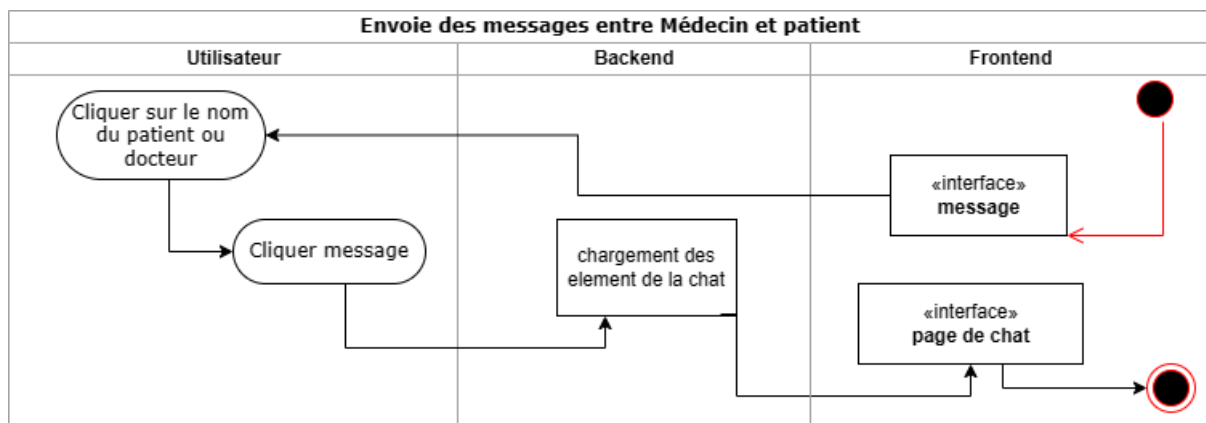 Envoie des messages entre Médecin et patient
Utilisateur
Backend
Frontend
Cliquer sur le nom
du patient ou
docteur
«interface»
message
Cliquer message
chargement des
element de la chat
«interface»
page de chat